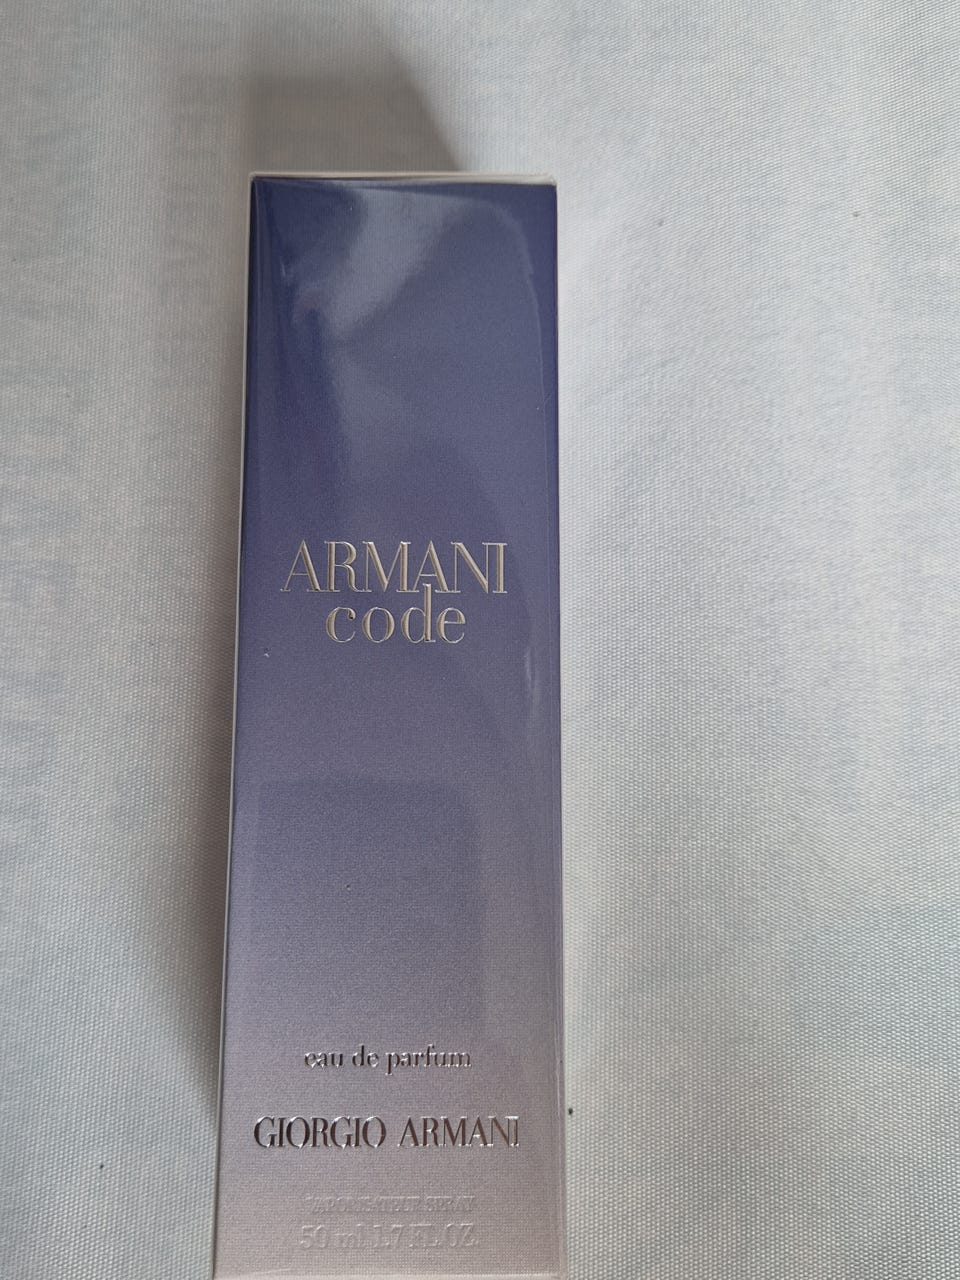 ARMANI
code
eau de parfum
GIORGIO ARMANI
VAPORISATEUR SPRAY
50 ml 1.7 FL.OZ.